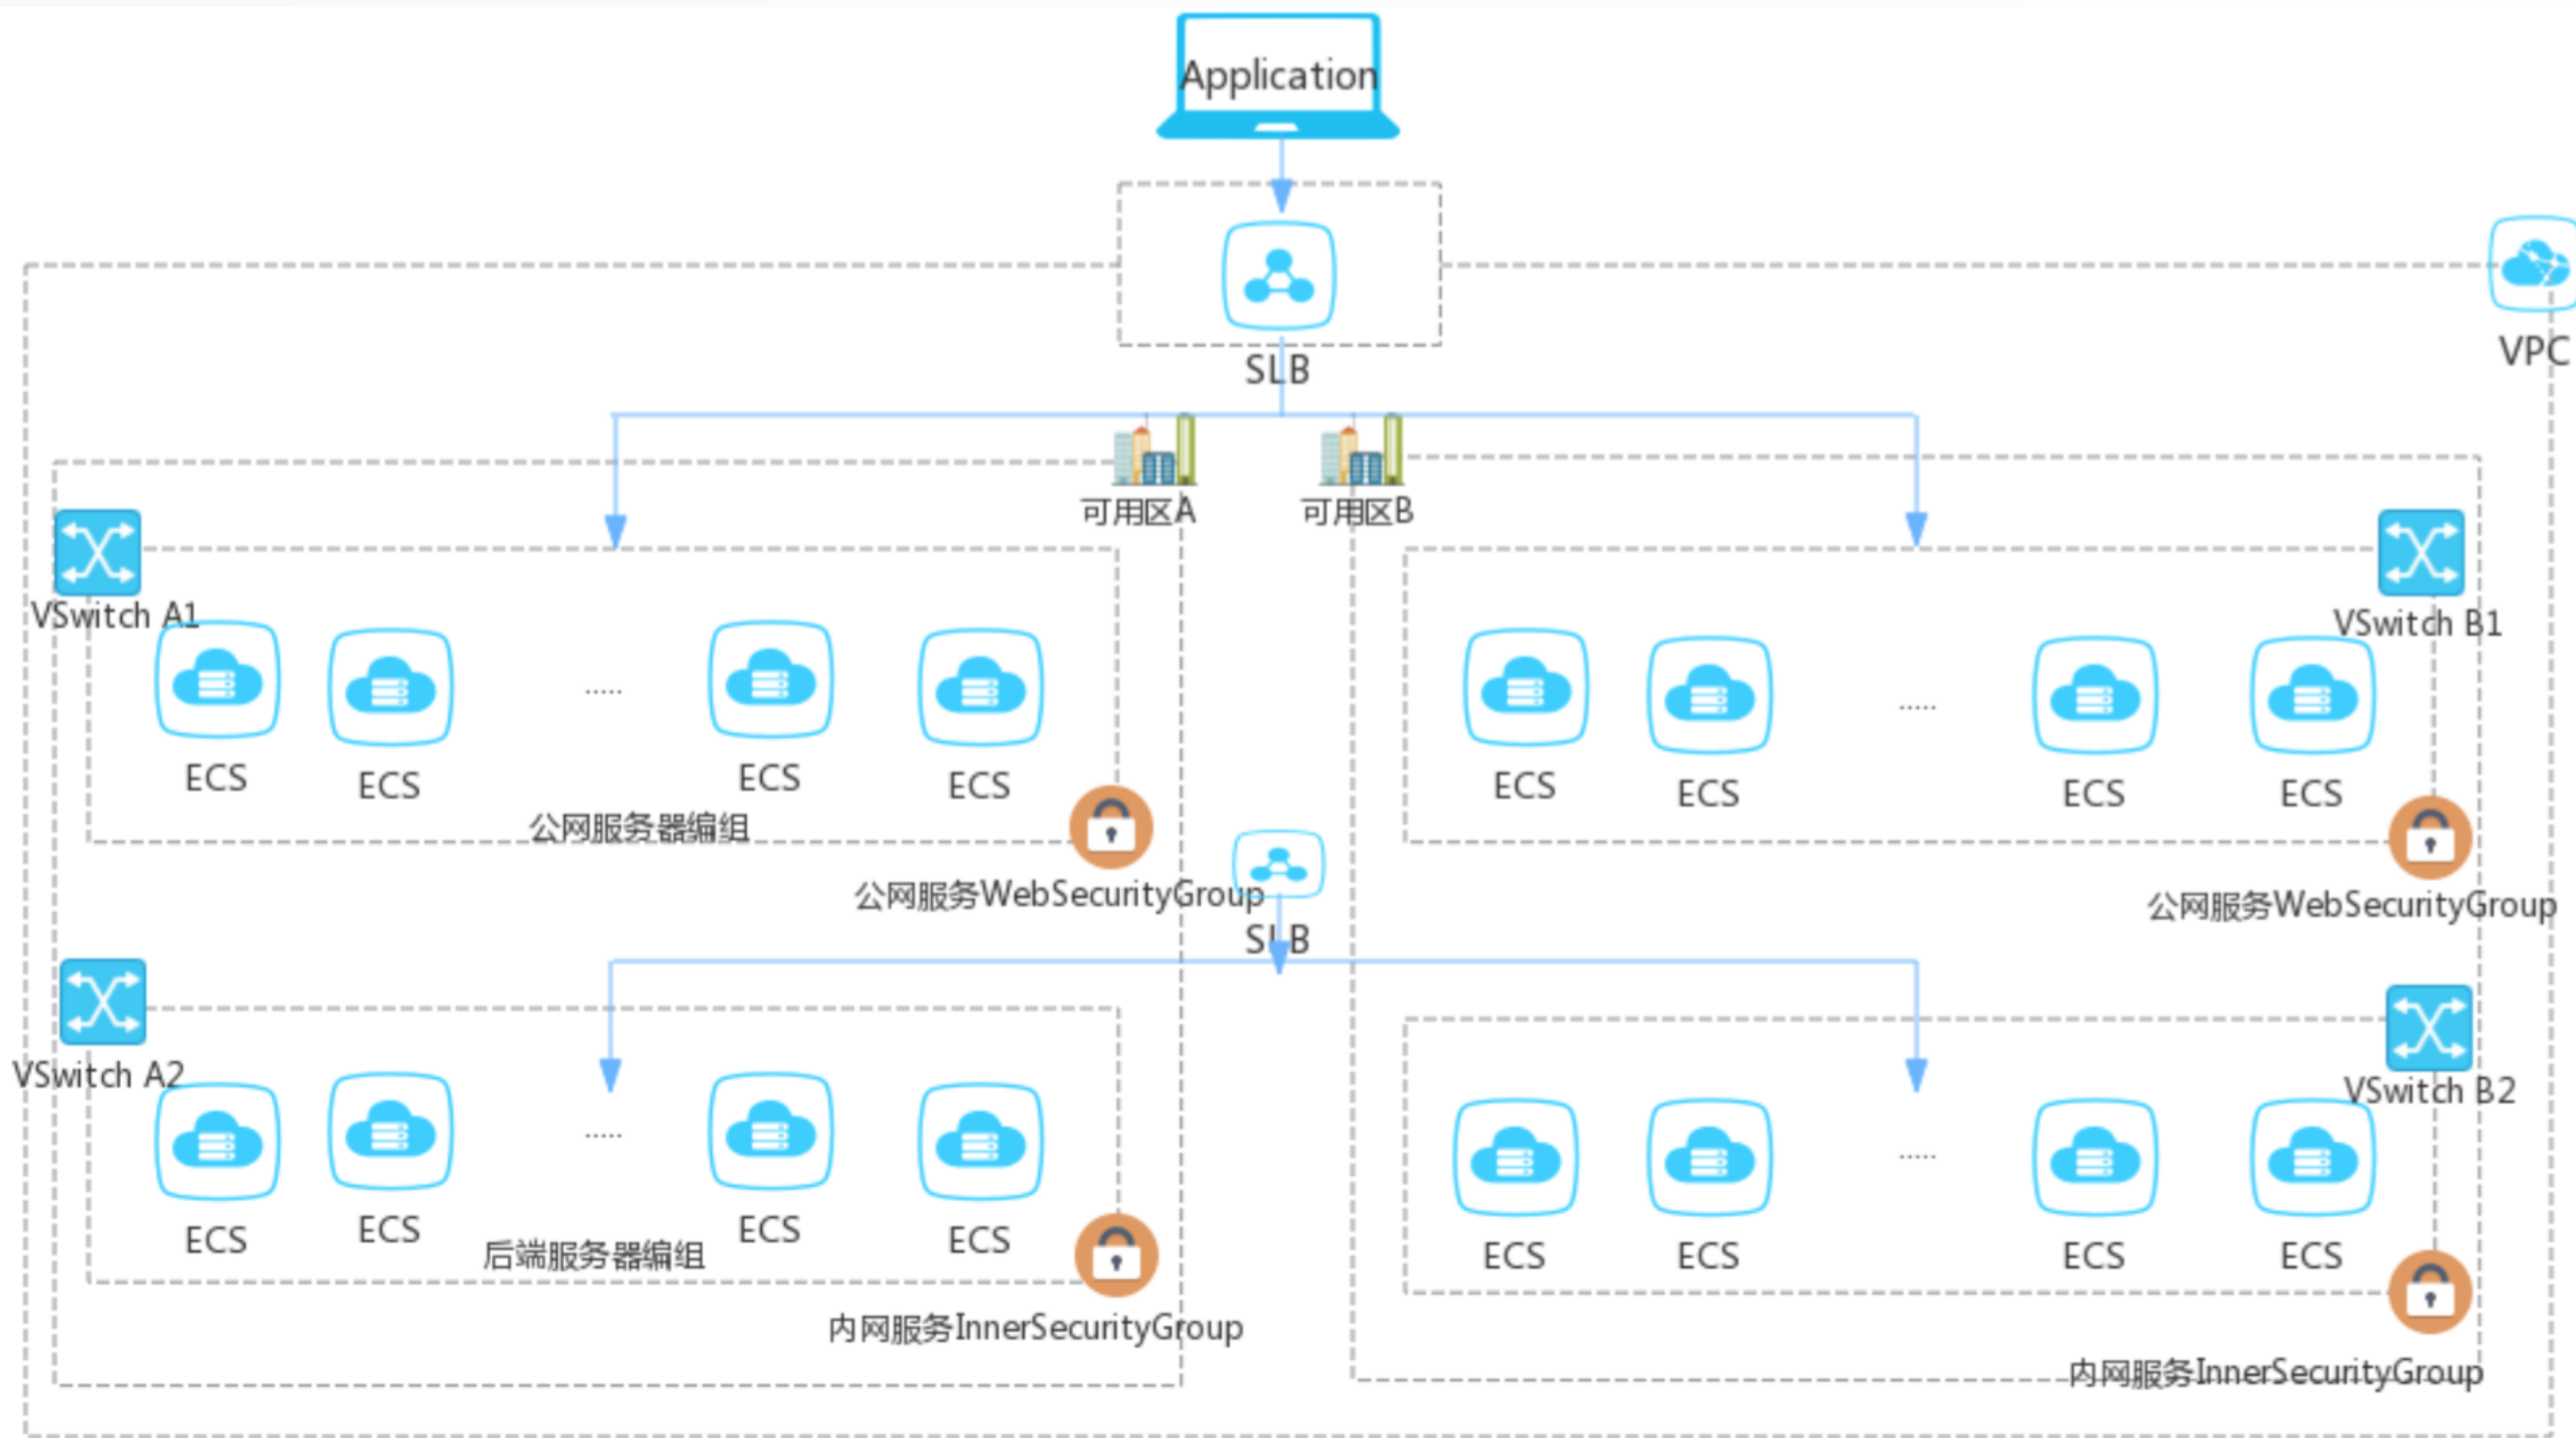 Application
SLB
VPC
可用区A
可用区B
VSwitch A1
VSwitch B1
ECS
ECS
.....
ECS
ECS
ECS
ECS
.....
ECS
ECS
公网服务器编组
公网服务WebSecurityGroup
公网服务WebSecurityGroup
SLB
VSwitch A2
VSwitch B2
ECS
ECS
.....
ECS
ECS
ECS
ECS
.....
ECS
ECS
后端服务器编组
内网服务InnerSecurityGroup
内网服务InnerSecurityGroup